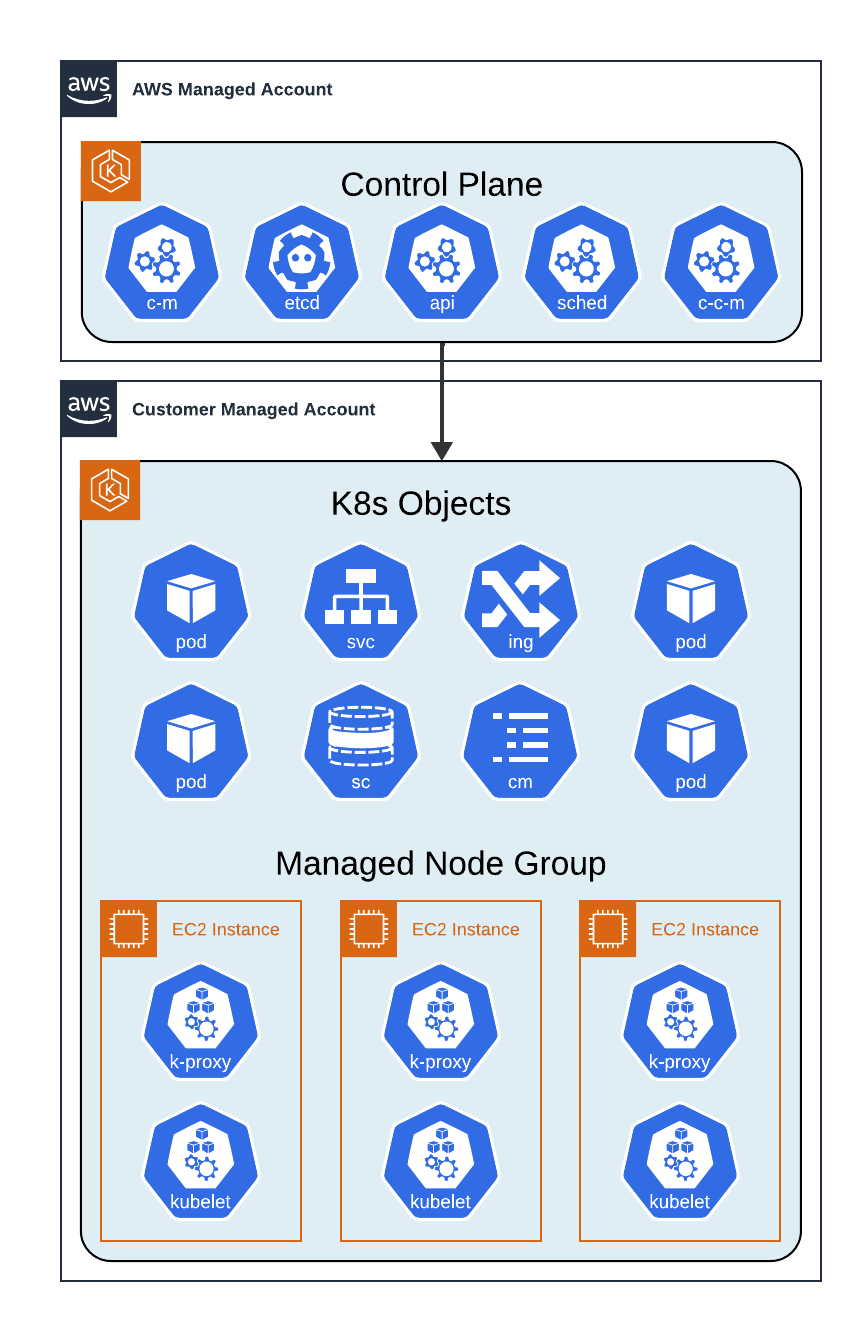 aws
AWS Managed Account
K
Control Plane
c-m
etcd
api
sched
c-c-m
aws
Customer Managed Account
K
K8s Objects
pod
svc
ing
pod
pod
sc
cm
pod
Managed Node Group
EC2 Instance
EC2 Instance
EC2 Instance
k-proxy
k-proxy
k-proxy
kubelet
kubelet
kubelet